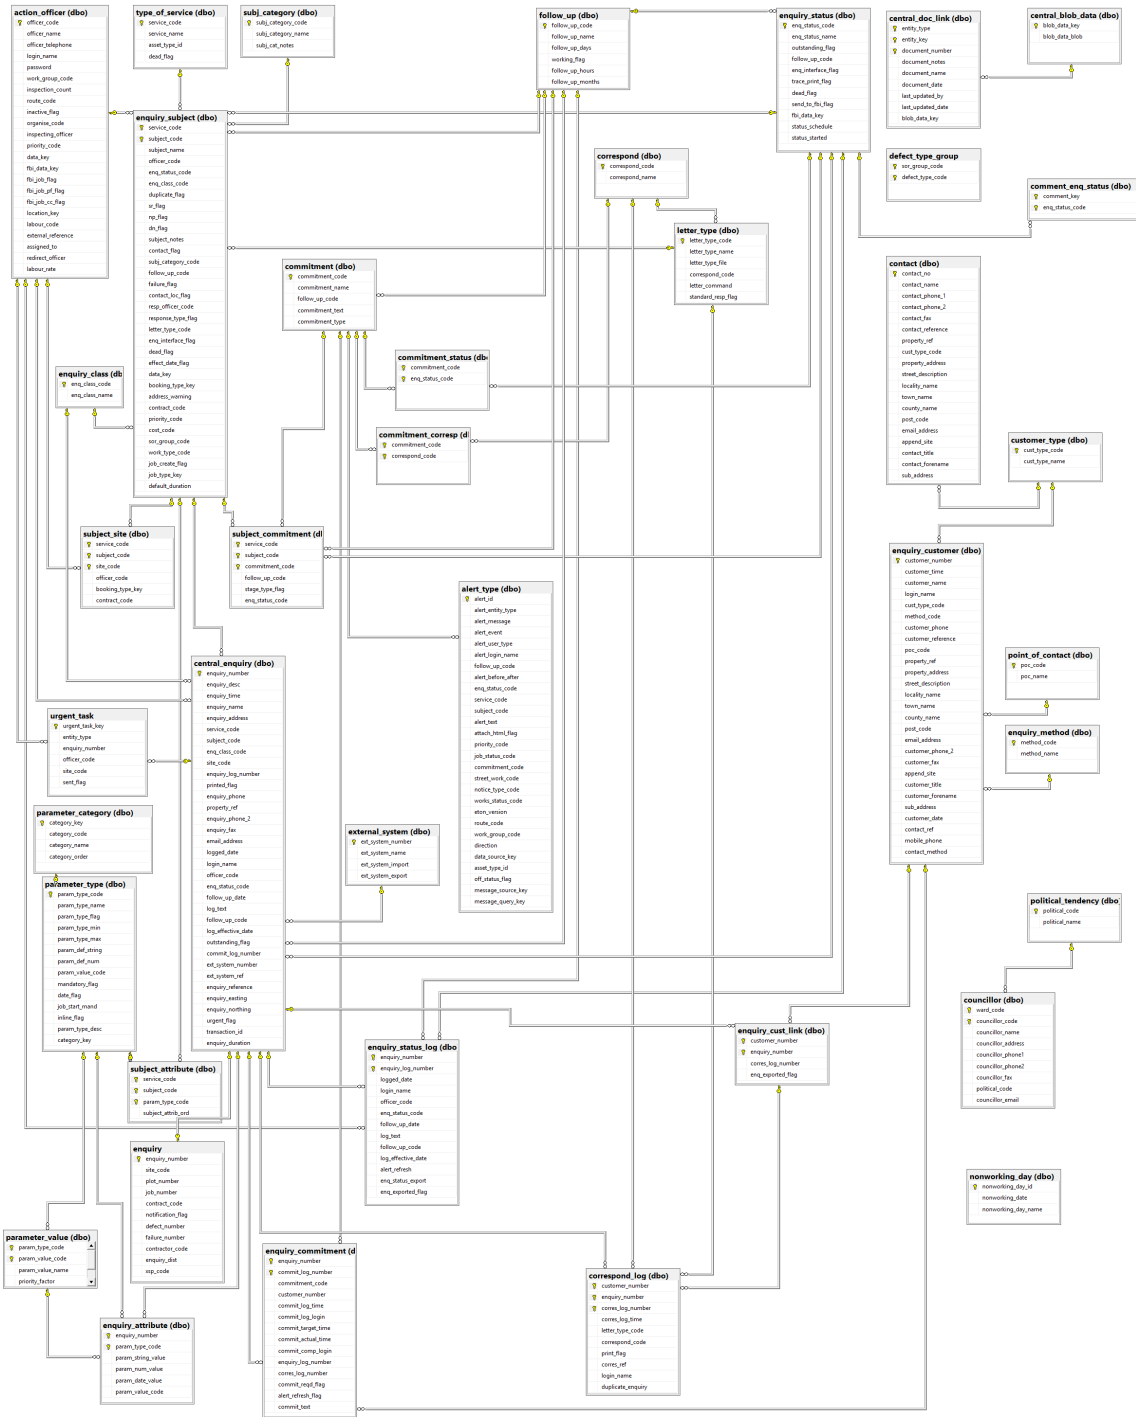 action_officer (dbo)
officer_code
officer_name
officer_telephone
login_name
password
work_group_code
inspection_count
route_code
inactive_flag
organise_code
inspecting_officer
priority_code
data_key
fbi_data_key
fbi_job_flag
fbi_job_pf_flag
fbi_job_cc_flag
location_key
labour_code
external_reference
assigned_to
redirect_officer
labour_rate
type_of_service (dbo)
service_code
service_name
asset_type_id
dead_flag
subj_category (dbo)
subj_category_code
subj_category_name
subj_cat_notes
enquiry_subject (dbo)
service_code
subject_code
subject_name
officer_code
enq_status_code
enq_class_code
duplicate_flag
sr_flag
np_flag
dn_flag
subject_notes
contact_flag
subj_category_code
follow_up_code
failure_flag
contact_loc_flag
resp_officer_code
response_type_flag
letter_type_code
enq_interface_flag
dead_flag
effect_date_flag
data_key
booking_type_key
address_warning
contract_code
priority_code
cost_code
sor_group_code
work_type_code
job_create_flag
job_type_key
default_duration
follow_up (dbo)
follow_up_code
follow_up_name
follow_up_days
working_flag
follow_up_hours
follow_up_months
enquiry_status (dbo)
enq_status_code
enq_status_name
outstanding_flag
follow_up_code
enq_interface_flag
trace_print_flag
dead_flag
send_to_fbi_flag
fbi_data_key
status_schedule
status_started
central_doc_link (dbo)
entity_type
entity_key
document_number
document_notes
document_name
document_date
last_updated_by
last_updated_date
blob_data_key
central_blob_data (dbo)
blob_data_key
blob_data_blob
defect_type_group
sor_group_code
defect_type_code
comment_enq_status (dbo)
comment_key
enq_status_code
correspond (dbo)
correspond_code
correspond_name
letter_type (dbo)
letter_type_code
letter_type_name
letter_type_file
correspond_code
letter_command
standard_resp_flag
commitment (dbo)
commitment_code
commitment_name
follow_up_code
commitment_text
commitment_type
commitment_status (db
commitment_code
enq_status_code
commitment_corresp (d
commitment_code
correspond_code
enquiry_class (db
enq_class_code
enq_class_name
contact (dbo)
contact_no
contact_name
contact_phone_1
contact_phone_2
contact_fax
contact_reference
property_ref
cust_type_code
property_address
street_description
locality_name
town_name
county_name
post_code
email_address
append_site
contact_title
contact_forename
sub_address
customer_type (dbo)
cust_type_code
cust_type_name
subject_site (dbo)
service_code
subject_code
site_code
officer_code
booking_type_key
contract_code
subject_commitment (d
service_code
subject_code
commitment_code
follow_up_code
stage_type_flag
enq_status_code
alert_type (dbo)
alert_id
alert_entity_type
alert_message
alert_event
alert_user_type
alert_login_name
follow_up_code
alert_before_after
enq_status_code
service_code
subject_code
alert_text
attach_html_flag
priority_code
job_status_code
commitment_code
street_work_code
notice_type_code
works_status_code
eton_version
route_code
work_group_code
direction
data_source_key
asset_type_id
off_status_flag
message_source_key
message_query_key
enquiry_customer (dbo)
customer_number
customer_time
customer_name
login_name
cust_type_code
method_code
customer_phone
customer_reference
poc_code
property_ref
property_address
street_description
locality_name
town_name
county_name
post_code
email_address
customer_phone_2
customer_fax
append_site
customer_title
customer_forename
sub_address
customer_date
contact_ref
mobile_phone
contact_method
point_of_contact (dbo)
poc_code
poc_name
enquiry_method (dbo)
method_code
method_name
central_enquiry (dbo)
enquiry_number
enquiry_desc
enquiry_time
enquiry_name
enquiry_address
service_code
subject_code
enq_class_code
site_code
enquiry_log_number
printed_flag
enquiry_phone
property_ref
enquiry_phone_2
enquiry_fax
email_address
logged_date
login_name
officer_code
enq_status_code
follow_up_date
log_text
follow_up_code
log_effective_date
outstanding_flag
commit_log_number
ext_system_number
ext_system_ref
enquiry_reference
enquiry_easting
enquiry_northing
urgent_flag
transaction_id
enquiry_duration
urgent_task
urgent_task_key
entity_type
enquiry_number
officer_code
site_code
sent_flag
parameter_category (dbo)
category_key
category_code
category_name
category_order
parameter_type (dbo)
param_type_code
param_type_name
param_type_flag
param_type_min
param_type_max
param_def_string
param_def_num
param_value_code
mandatory_flag
date_flag
job_start_mand
inline_flag
param_type_desc
category_key
external_system (dbo)
ext_system_number
ext_system_name
ext_system_import
ext_system_export
political_tendency (dbo
political_code
political_name
councillor (dbo)
ward_code
councillor_code
councillor_name
councillor_address
councillor_phone1
councillor_phone2
councillor_fax
political_code
councillor_email
enquiry_cust_link (dbo)
customer_number
enquiry_number
corres_log_number
enq_exported_flag
enquiry_status_log (dbo
enquiry_number
enquiry_log_number
logged_date
login_name
officer_code
enq_status_code
follow_up_date
log_text
follow_up_code
log_effective_date
alert_refresh
enq_status_export
enq_exported_flag
subject_attribute (dbo)
service_code
subject_code
param_type_code
subject_attrib_ord
enquiry
enquiry_number
site_code
plot_number
job_number
contract_code
notification_flag
defect_number
failure_number
contractor_code
enquiry_dist
ssp_code
nonworking_day (dbo)
nonworking_day_id
nonworking_date
nonworking_day_name
parameter_value (dbo)
param_type_code
param_value_code
param_value_name
priority_factor
enquiry_commitment (d
enquiry_number
commit_log_number
commitment_code
customer_number
commit_log_time
commit_log_login
commit_target_time
commit_actual_time
commit_comp_login
enquiry_log_number
corres_log_number
commit_reqd_flag
alert_refresh_flag
commit_text
correspond_log (dbo)
customer_number
enquiry_number
corres_log_number
corres_log_time
letter_type_code
correspond_code
print_flag
corres_ref
login_name
duplicate_enquiry
enquiry_attribute (dbo)
enquiry_number
param_type_code
param_string_value
param_num_value
param_date_value
param_value_code